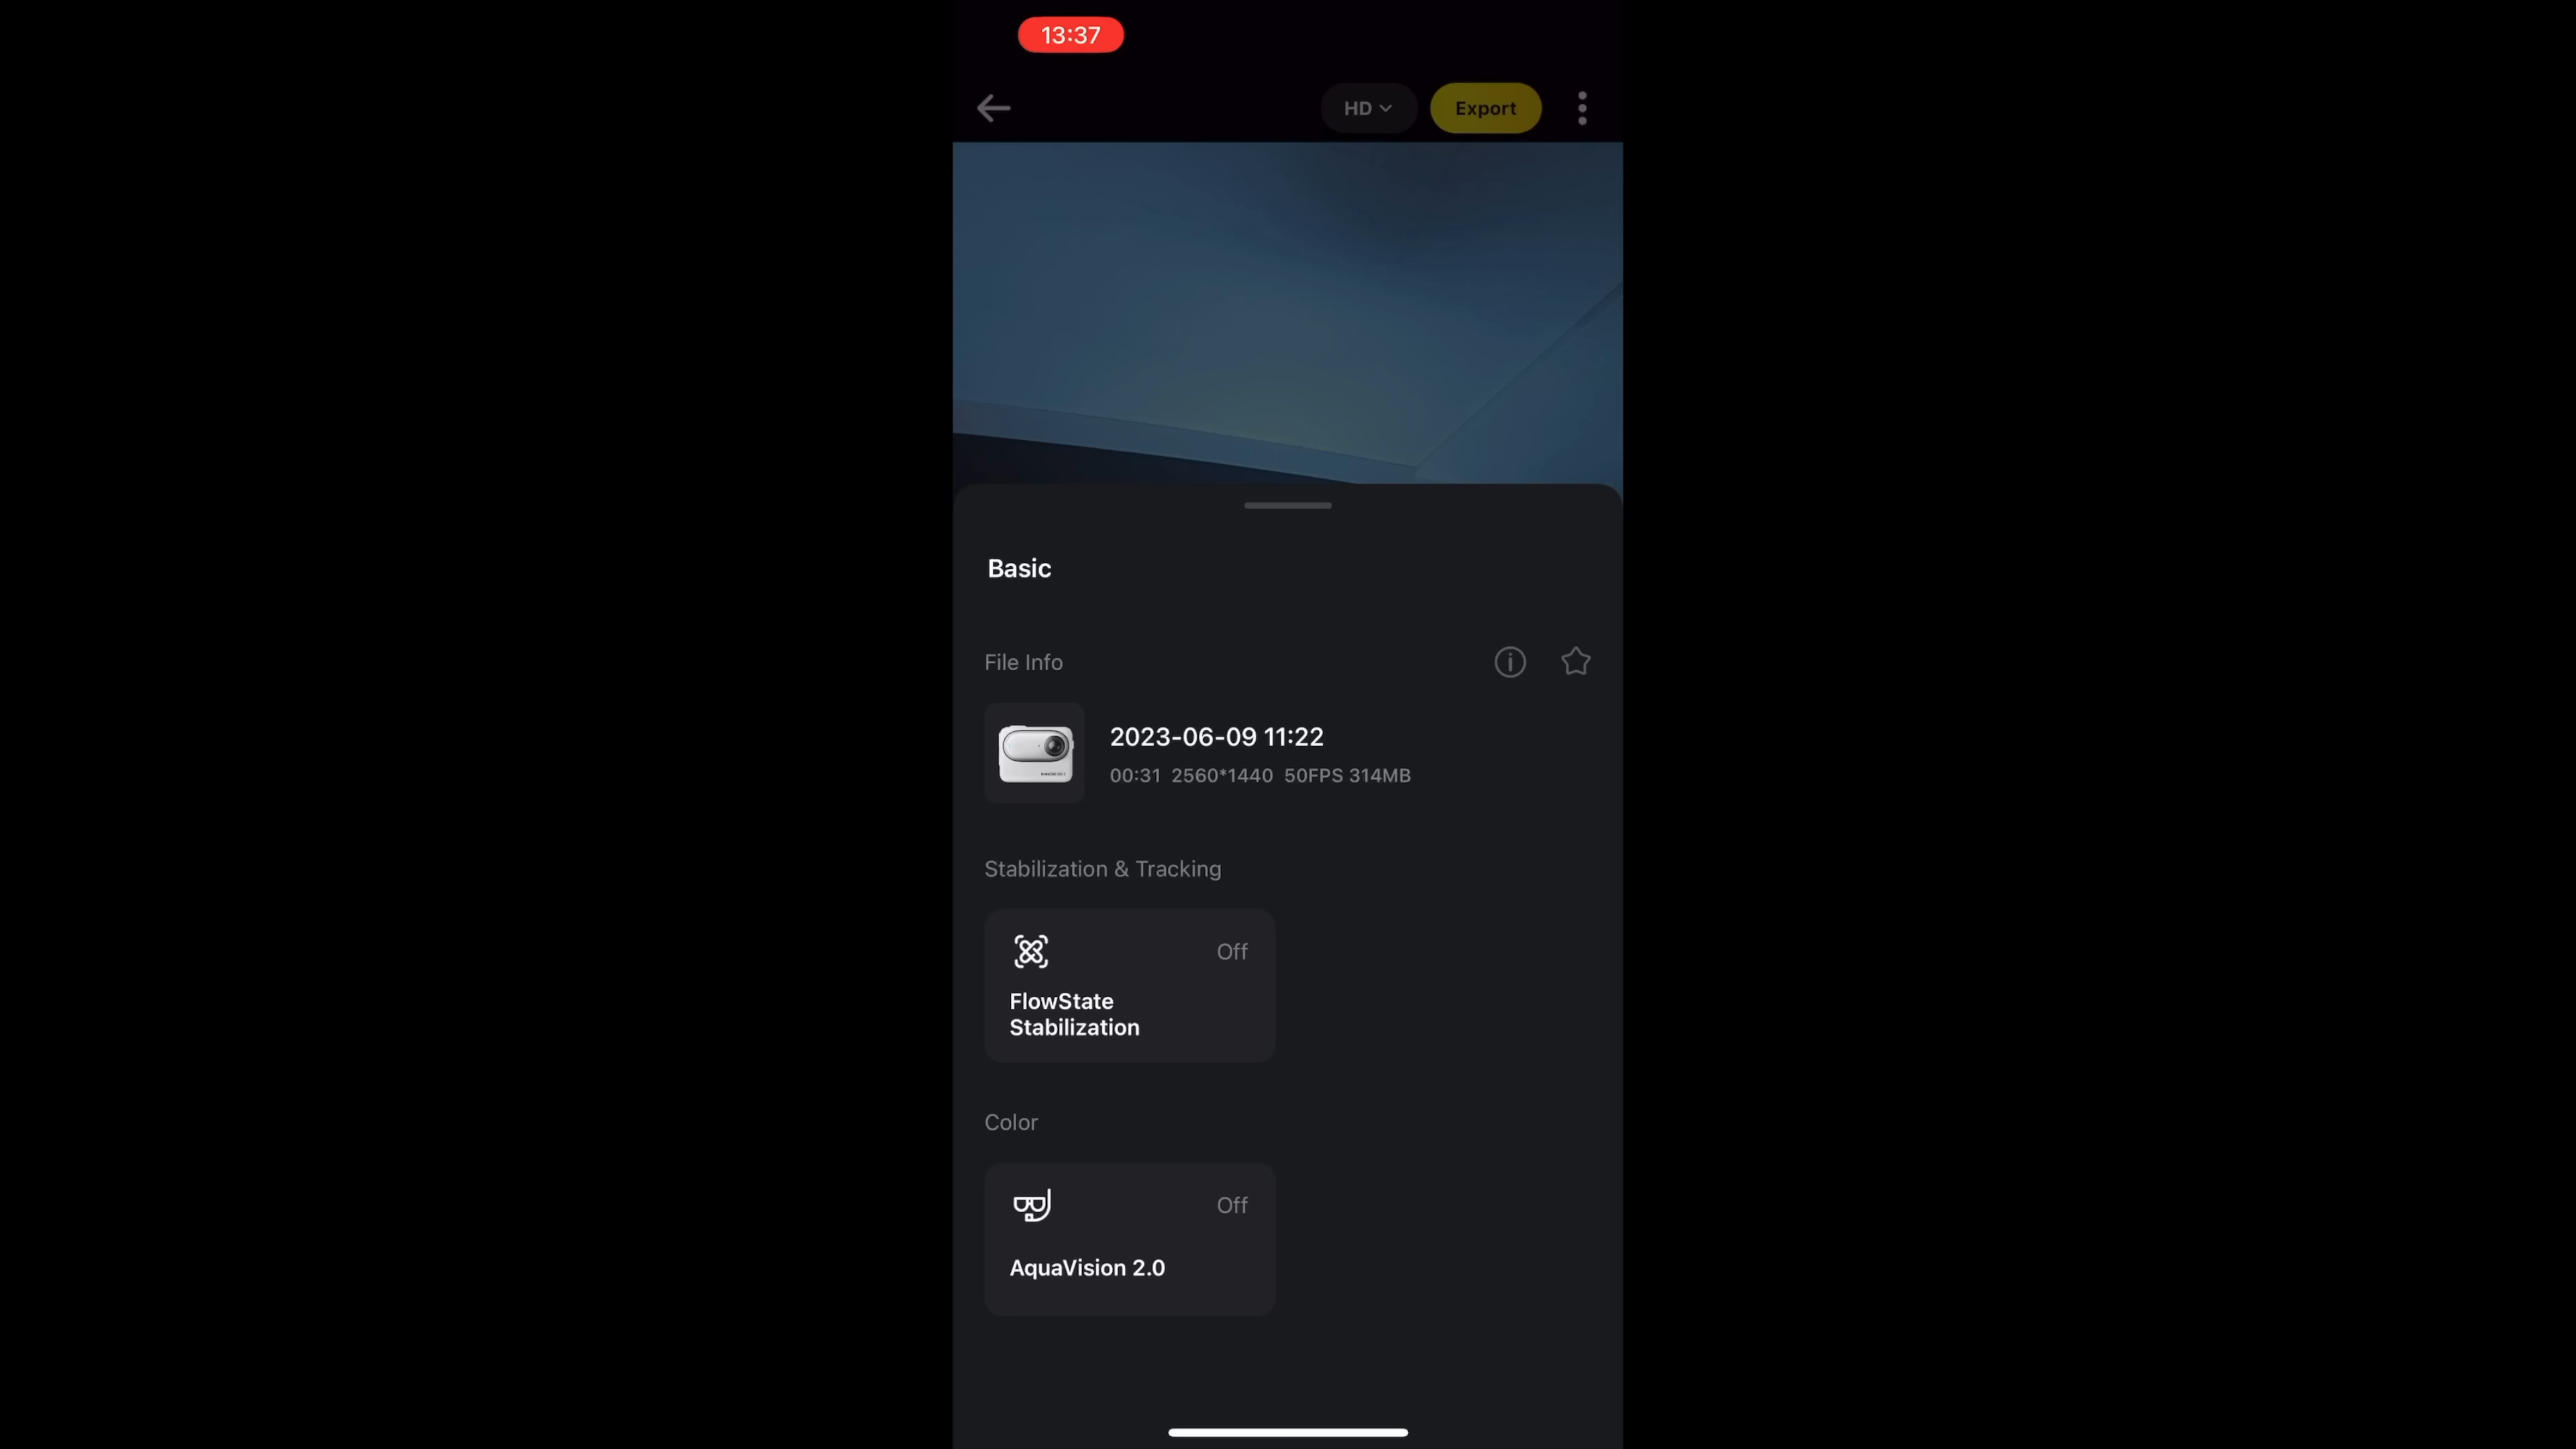 13:37
HD
Export
Basic
File Info
2023-06-09 11:22
00:31 2560*1440 50FPS 314MB
Stabilization & Tracking
Off
FlowState
Stabilization
Color
Off
AquaVision 2.0